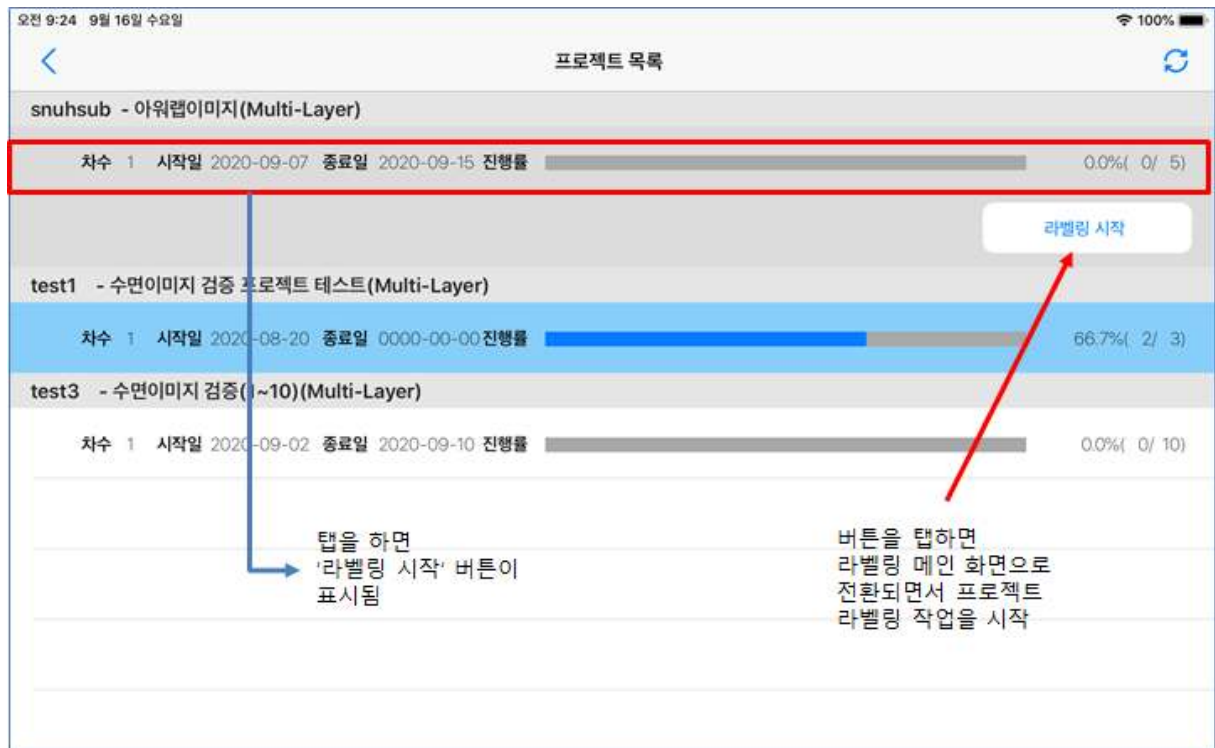 오전 9:24 9월 16일 수요일 100%
프로젝트 목록
snuhsub - 아워랩이미지(Multi-Layer)
차수 1 시작일 2020-09-07 종료일 2020-09-15 진행률 0.0%( 0/ 5)
라벨링 시작
test1 - 수면이미지 검증 프로젝트 테스트(Multi-Layer)
차수 1 시작일 2020-08-20 종료일 0000-00-00 진행률 66.7%( 2/ 3)
test3 - 수면이미지 검증(1~10)(Multi-Layer)
차수 1 시작일 2020-09-02 종료일 2020-09-10 진행률 0.0%( 0/ 10)
탭을 하면
'라벨링 시작' 버튼이
표시됨
버튼을 탭하면
라벨링 메인 화면으로
전환되면서 프로젝트
라벨링 작업을 시작